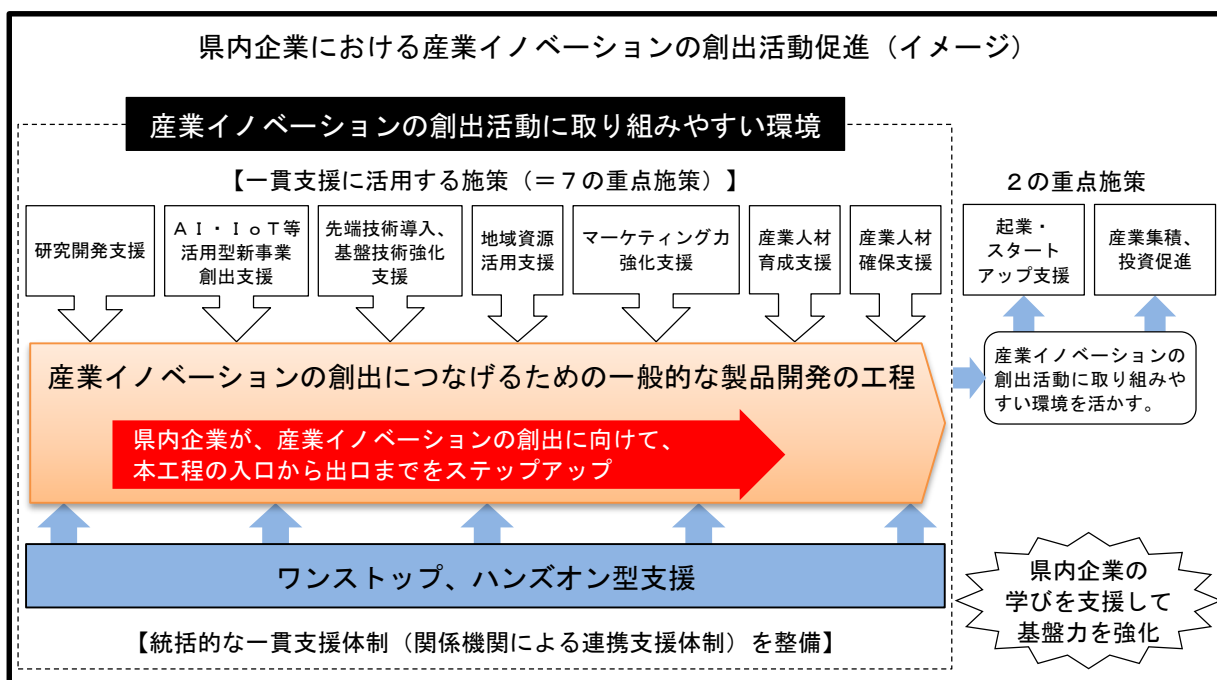 県内企業における産業イノベーションの創出活動促進（イメージ）
産業イノベーションの創出活動に取り組みやすい環境
【一貫支援に活用する施策（＝７の重点施策）】
２の重点施策
研究開発支援
ＡＩ・ＩｏＴ等
活用型新事業
創出支援
先端技術導入、
基盤技術強化
支援
地域資源
活用支援
マーケティング力
強化支援
産業人材
育成支援
産業人材
確保支援
起業・
スタート
アップ支援
産業集積、
投資促進
産業イノベーションの創出につなげるための一般的な製品開発の工程
県内企業が、産業イノベーションの創出に向けて、
本工程の入口から出口までをステップアップ
産業イノベーションの
創出活動に取り組みや
すい環境を活かす。
ワンストップ、ハンズオン型支援
【統括的な一貫支援体制（関係機関による連携支援体制）を整備】
県内企業の
学びを支援して
基盤力を強化